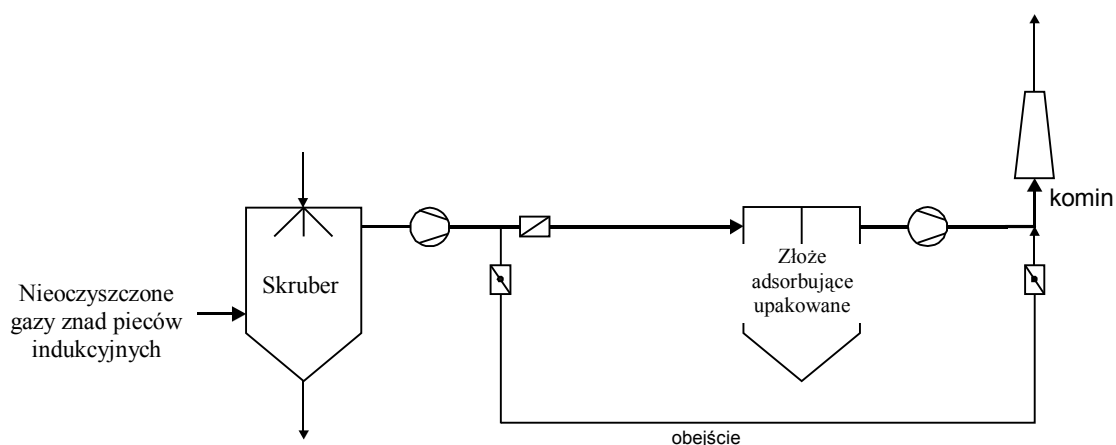 Nieoczyszczone
gazy znad pieców
indukcyjnych
Skruber
Złoże
adsorbujące
upakowane
komin
obejście